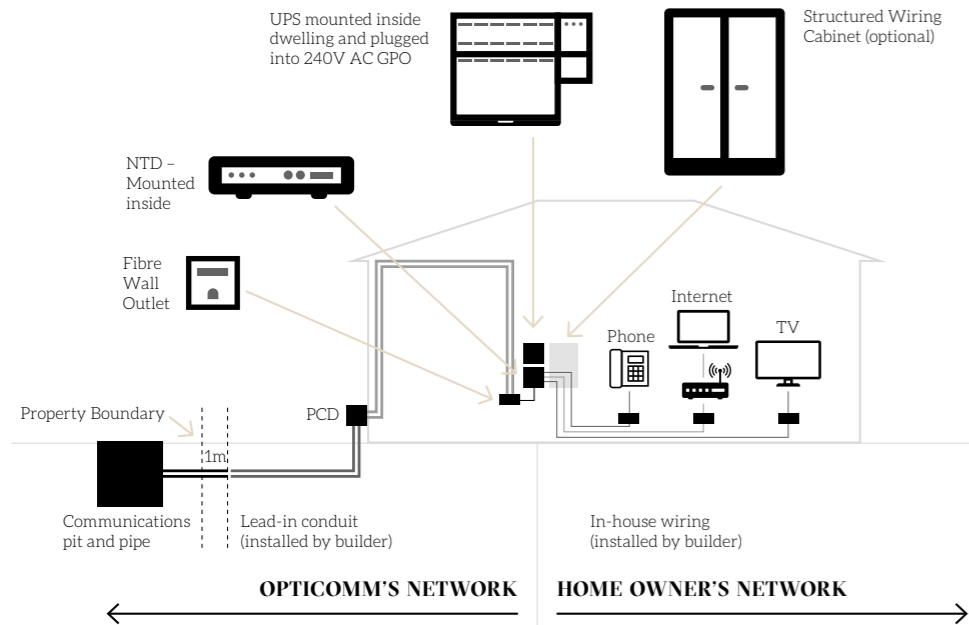 UPS mounted inside
dwelling and plugged
into 240V AC GPO
Structured Wiring
Cabinet (optional)
NTD –
Mounted
inside
Fibre
Wall
Outlet
Internet
Phone
TV
Property Boundary
PCD
1m
Communications
pit and pipe
Lead-in conduit
(installed by builder)
In-house wiring
(installed by builder)
OPTICOMM'S NETWORK
HOME OWNER'S NETWORK